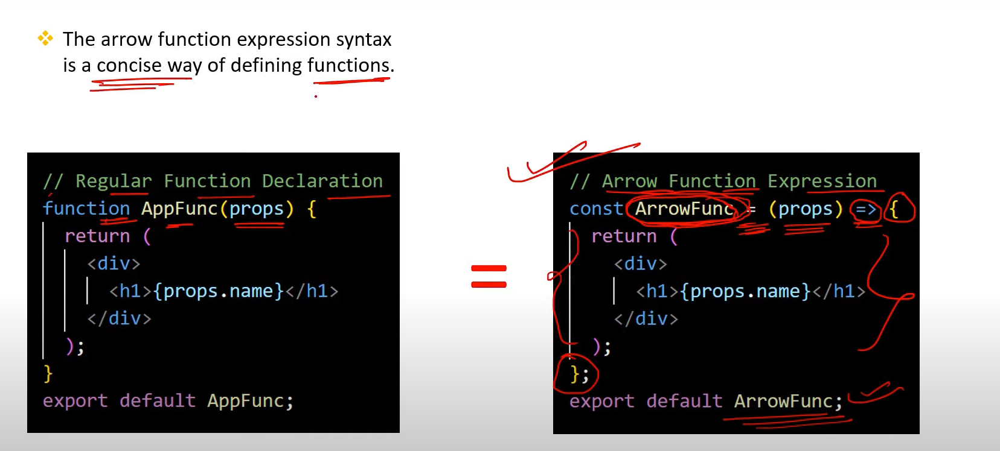 The arrow function expression syntax
is a concise way of defining functions.
// Regular Function Declaration
function AppFunc(props) {
return (
<div>
<h1>{props.name}</h1>
</div>
);
}
export default AppFunc;
=
// Arrow Function Expression
const ArrowFunc = (props) => {
return (
<div>
<h1>{props.name}</h1>
</div>
);
};
export default ArrowFunc;